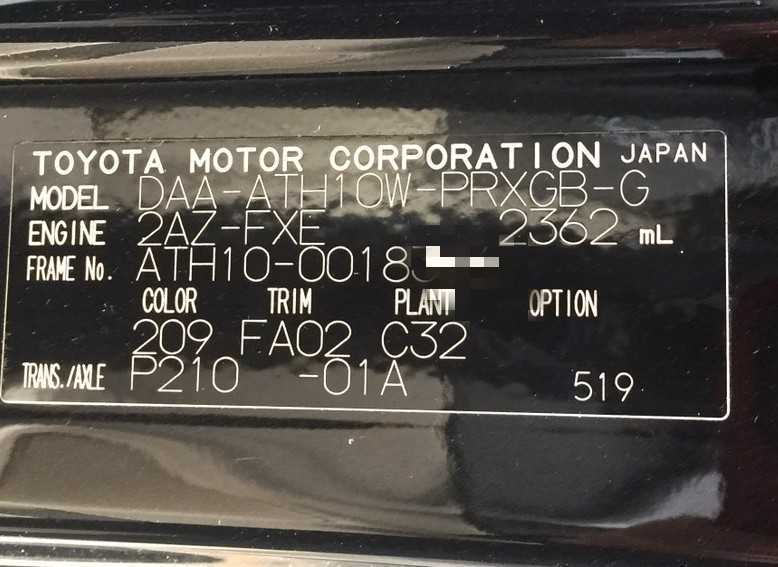 TOYOTA MOTOR CORPORATION JAPAN
MODEL DAA-ATH10W-PRXGB-G
ENGINE 2AZ-FXE 2362 mL
FRAME No. ATH10-00185
COLOR TRIM PLANT OPTION
209 FA02 C32
TRANS./AXLE P210 -01A 519